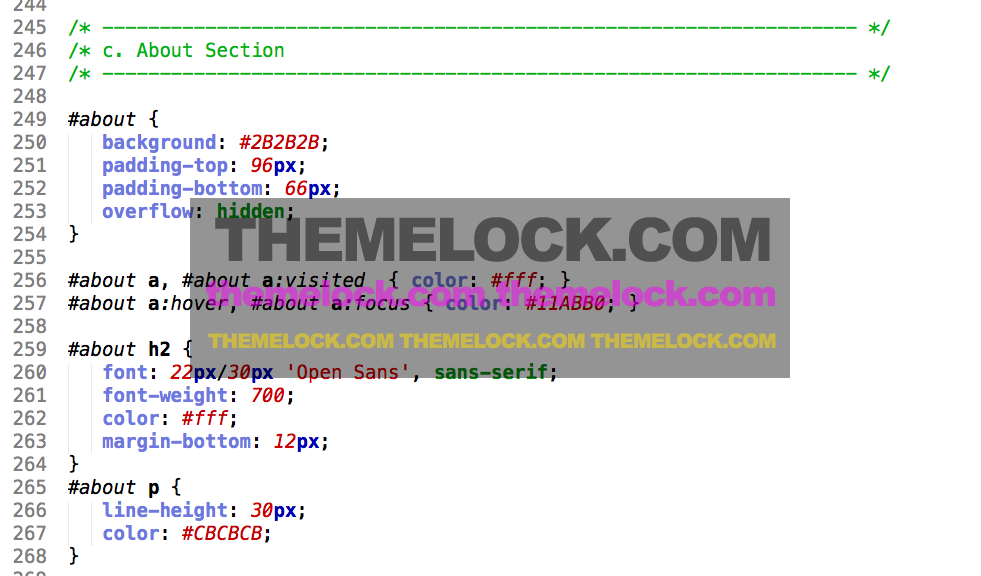 244
245 /* ------------------------------------------------------------------ */
246 /* c. About Section
247 /* ------------------------------------------------------------------ */
248
249 #about {
250 background: #2B2B2B;
251 padding-top: 96px;
252 padding-bottom: 66px;
253 overflow: hidden;
254 }
THEMELOCK.COM
255
256 #about a, #about a:visited  { color: #fff; }
themelock.com themelock.com
257 #about a:hover, #about a:focus { color: #11ABB0; }
258
THEMELOCK.COM THEMELOCK.COM THEMELOCK.COM
259 #about h2 {
260 font: 22px/30px 'Open Sans', sans-serif;
261 font-weight: 700;
262 color: #fff;
263 margin-bottom: 12px;
264 }
265 #about p {
266 line-height: 30px;
267 color: #CBCBCB;
268 }
269